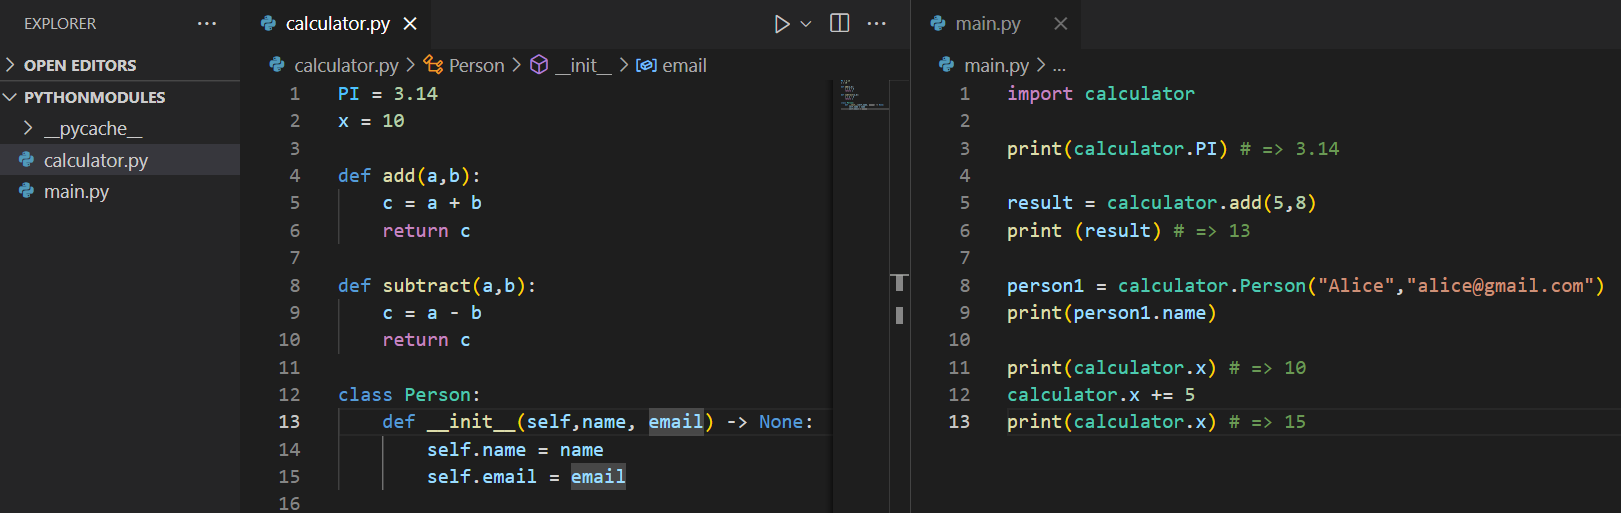 EXPLORER ...
OPEN EDITORS
PYTHONMODULES
__pycache__
calculator.py
main.py
calculator.py
calculator.py > Person > __init__ > email
1 PI = 3.14
2 x = 10
3
4 def add(a,b):
5 c = a + b
6 return c
7
8 def subtract(a,b):
9 c = a - b
10 return c
11
12 class Person:
13 def __init__(self,name, email) -> None:
14 self.name = name
15 self.email = email
16
main.py
main.py > ...
1 import calculator
2
3 print(calculator.PI) # => 3.14
4
5 result = calculator.add(5,8)
6 print (result) # => 13
7
8 person1 = calculator.Person("Alice","alice@gmail.com")
9 print(person1.name)
10
11 print(calculator.x) # => 10
12 calculator.x += 5
13 print(calculator.x) # => 15